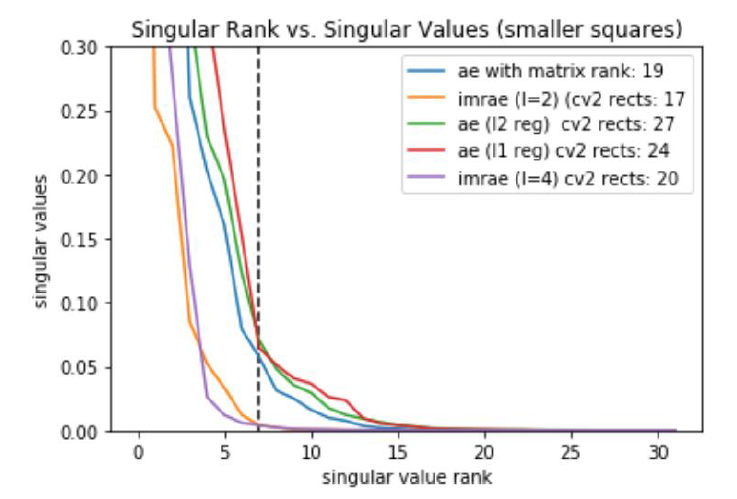 Singular Rank vs. Singular Values (smaller squares)
ae with matrix rank: 19
imrae (l=2) (cv2 rects: 17
ae (l2 reg)  cv2 rects: 27
ae (l1 reg) cv2 rects: 24
imrae (l=4) cv2 rects: 20
singular values
0.30
0.25
0.20
0.15
0.10
0.05
0.00
0 5 10 15 20 25 30
singular value rank